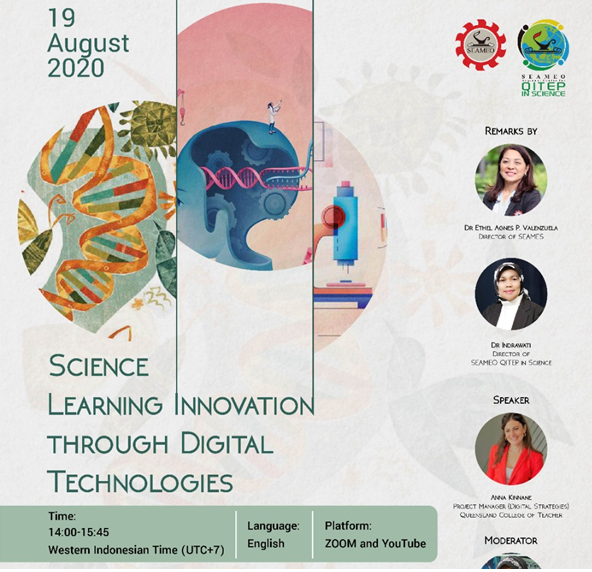 19
August
2020
SEAMEO
SEAMEO
QITEP
IN SCIENCE
REMARKS BY
DR ETHEL AGNES P. VALENZUELA
DIRECTOR OF SEAMES
DR INDRAWATI
DIRECTOR OF
SEAMEO QITEP IN SCIENCE
SCIENCE
LEARNING INNOVATION
THROUGH DIGITAL
TECHNOLOGIES
SPEAKER
ANNA KINNANE
PROJECT MANAGER (DIGITAL STRATEGIES)
QUEENSLAND COLLEGE OF TEACHER
MODERATOR
Time:
14:00-15:45
Western Indonesian Time (UTC+7)
Language:
English
Platform:
ZOOM and YouTube